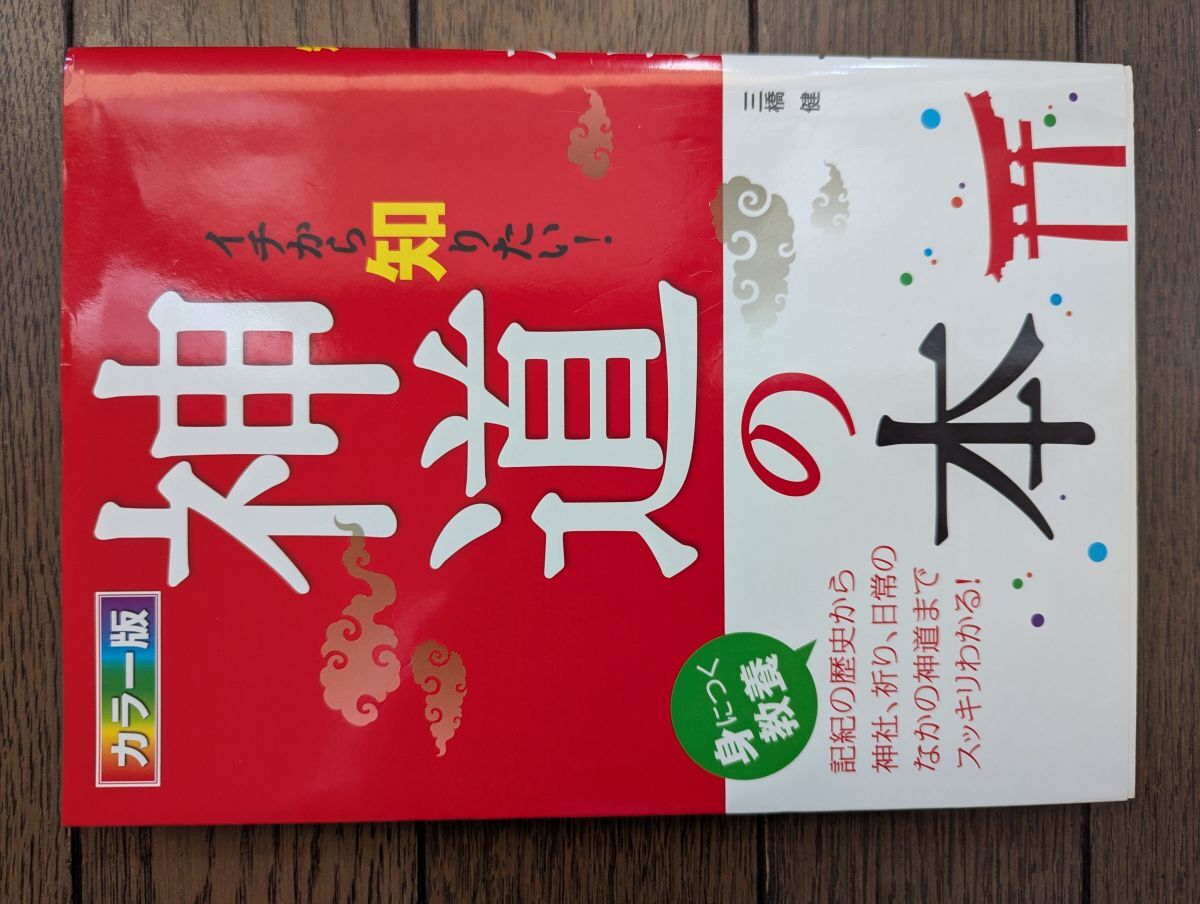 カラー版
イチから知りたい!
神道の本
三橋 健
身につく
教養
記紀の歴史から
神社、祈り、日常の
なかの神道まで
スッキリわかる!